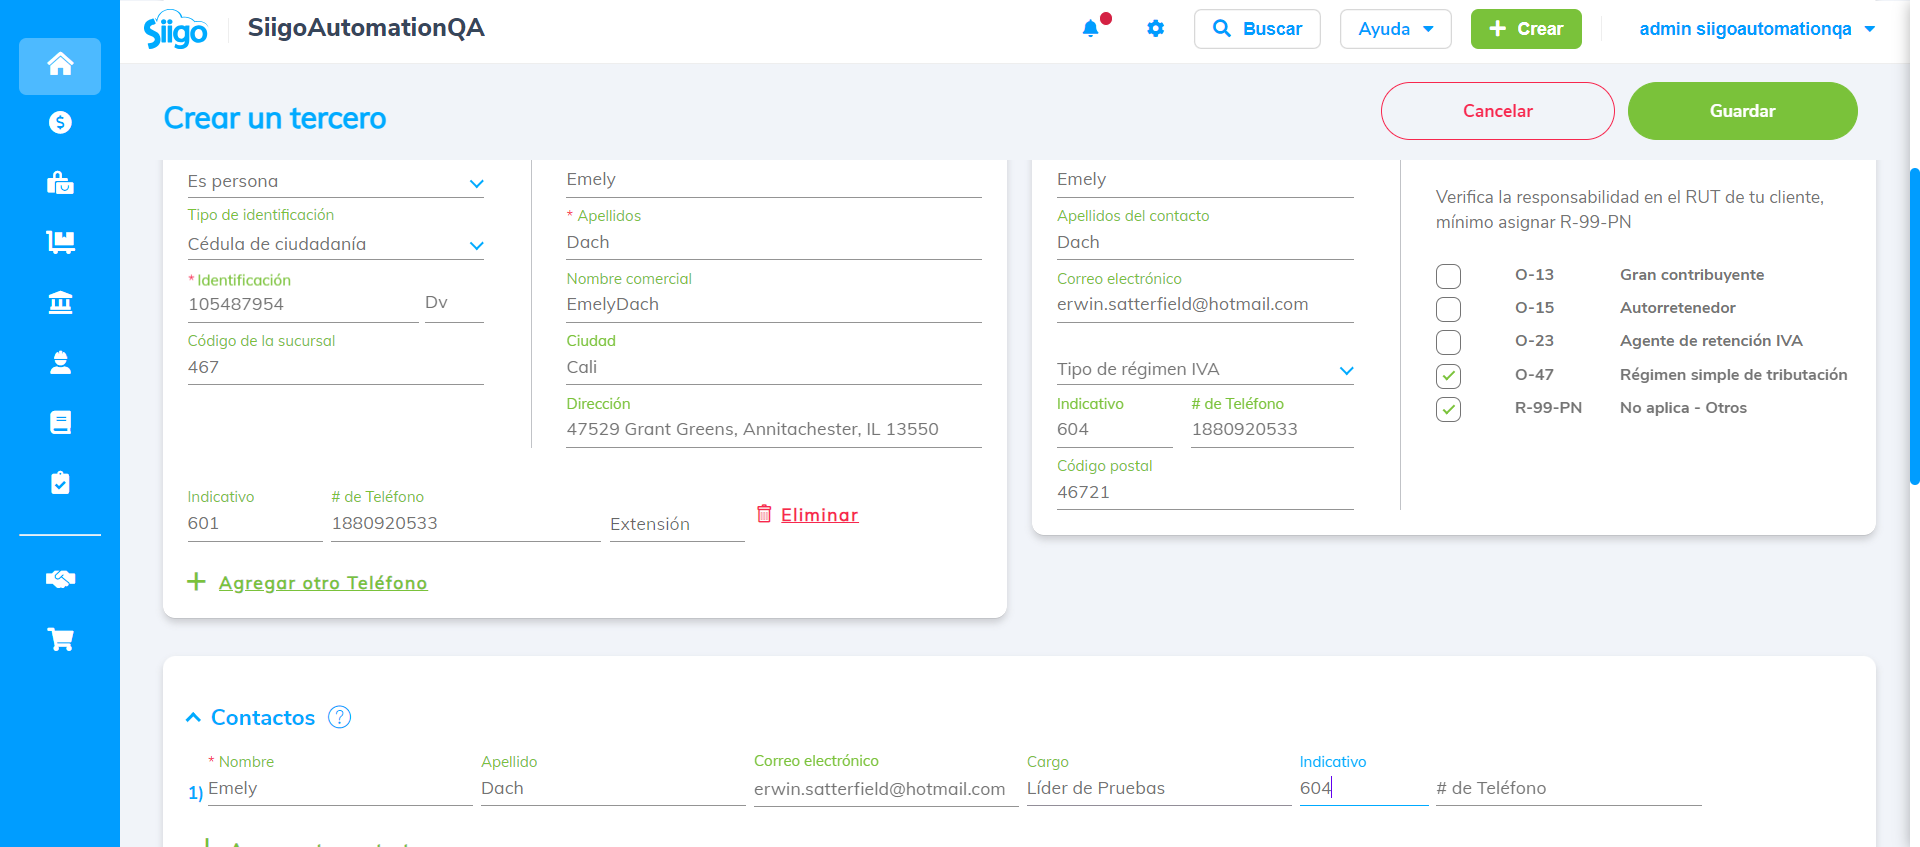 Siigo
SiigoAutomationQA
Buscar
Ayuda
Crear
admin siigoautomationqa
Crear un tercero
Cancelar
Guardar
Es persona
Tipo de identificación
Cédula de ciudadanía
* Identificación
105487954
Dv
Código de la sucursal
467
Emely
* Apellidos
Dach
Nombre comercial
EmelyDach
Ciudad
Cali
Dirección
47529 Grant Greens, Annitachester, IL 13550
Indicativo
601
# de Teléfono
1880920533
Extensión
Eliminar
Agregar otro Teléfono
Emely
Apellidos del contacto
Dach
Correo electrónico
erwin.satterfield@hotmail.com
Tipo de régimen IVA
Indicativo
604
# de Teléfono
1880920533
Código postal
46721
Verifica la responsabilidad en el RUT de tu cliente,
mínimo asignar R-99-PN
O-13 Gran contribuyente
O-15 Autorretenedor
O-23 Agente de retención IVA
O-47 Régimen simple de tributación
R-99-PN No aplica - Otros
Contactos ?
1)
* Nombre
Emely
Apellido
Dach
Correo electrónico
erwin.satterfield@hotmail.com
Cargo
Líder de Pruebas
Indicativo
604
# de Teléfono